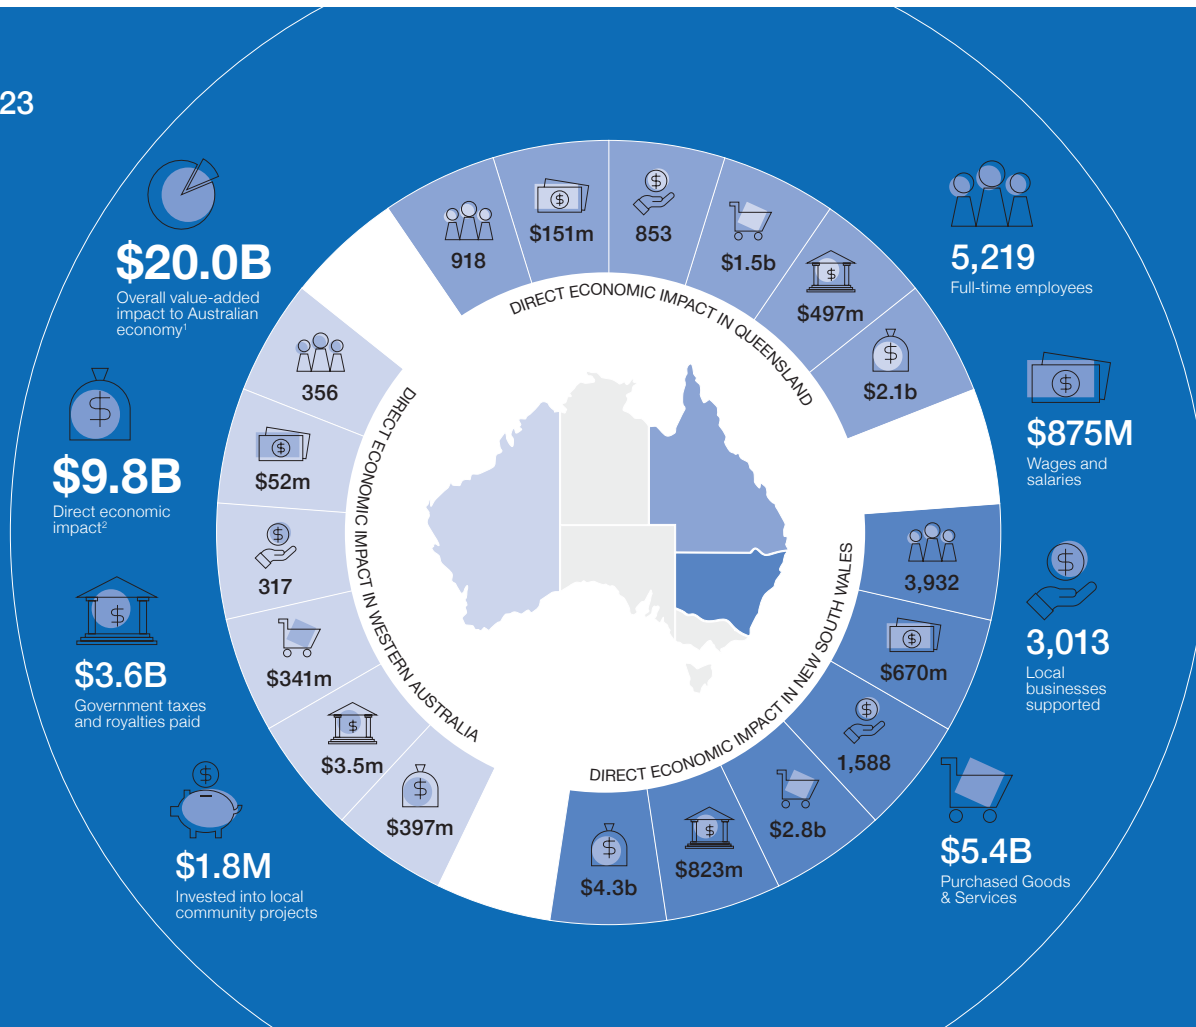 23
$20.0B
Overall value-added
impact to Australian
economy¹
$9.8B
Direct economic
impact²
$3.6B
Government taxes
and royalties paid
$1.8M
Invested into local
community projects
DIRECT ECONOMIC IMPACT IN QUEENSLAND
918
$151m
853
$1.5b
$497m
$2.1b
DIRECT ECONOMIC IMPACT IN WESTERN AUSTRALIA
356
$52m
317
$341m
$3.5m
$397m
DIRECT ECONOMIC IMPACT IN NEW SOUTH WALES
3,932
$670m
1,588
$2.8b
$823m
$4.3b
5,219
Full-time employees
$875M
Wages and
salaries
3,013
Local
businesses
supported
$5.4B
Purchased Goods
& Services